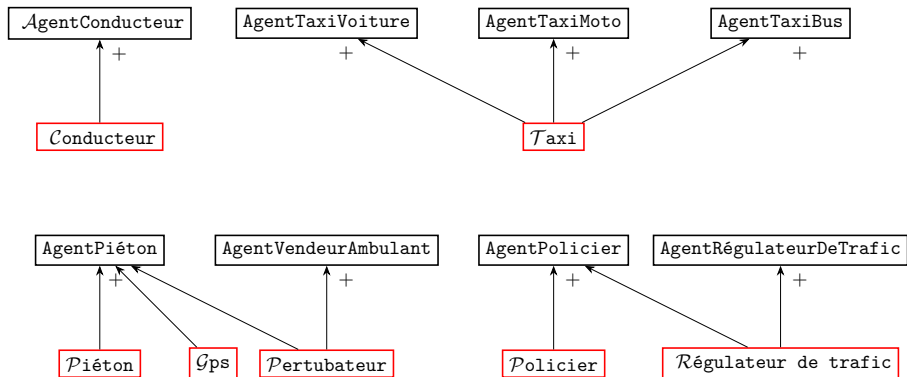 AgentConducteur AgentTaxiVoiture AgentTaxiMoto AgentTaxiBus
+ + + +
Conducteur Taxi
AgentPiéton AgentVendeurAmbulant AgentPolicier AgentRégulateurDeTrafic
+ + + +
Piéton Gps Pertubateur Policier Régulateur de trafic